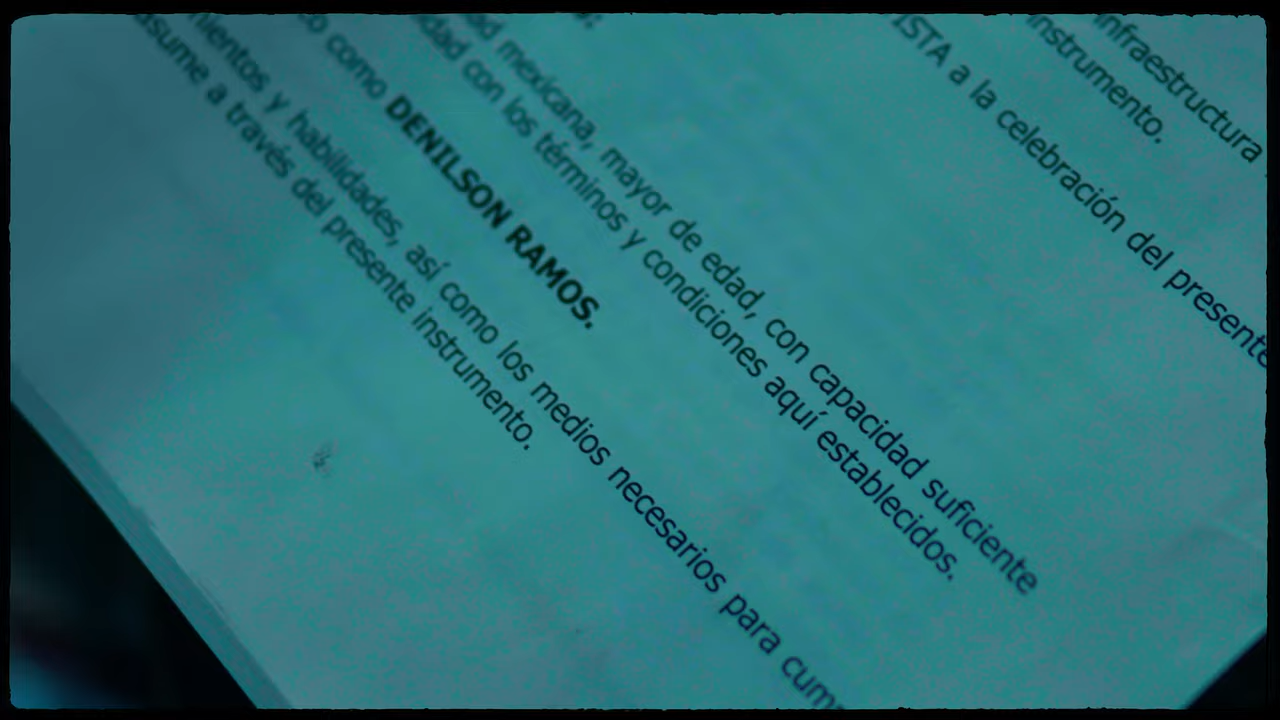 infraestructura
instrumento.
ISTA a la celebración del presente
ad mexicana, mayor de edad, con capacidad suficiente
dad con los términos y condiciones aquí establecidos.
o como DENILSON RAMOS.
ientos y habilidades, así como los medios necesarios para cum
asume a través del presente instrumento.